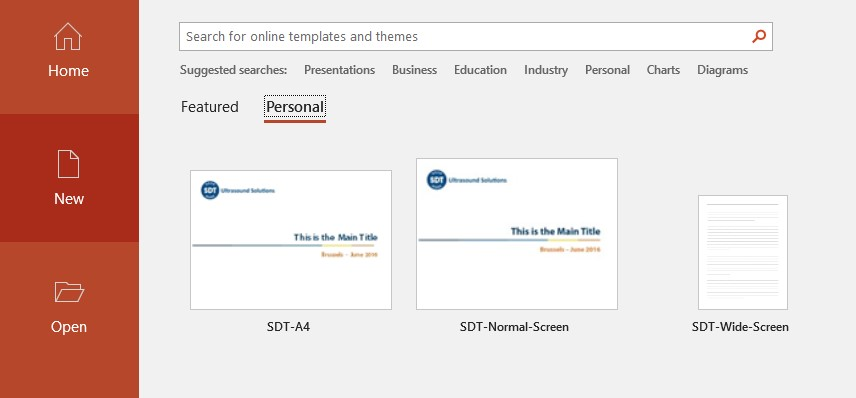 Home
New
Open
Search for online templates and themes
Suggested searches: Presentations Business Education Industry Personal Charts Diagrams
Featured Personal
SDT Ultrasound Solutions
This is the Main Title
Brussels - June 2016
SDT-A4
SDT Ultrasound Solutions
This is the Main Title
Brussels - June 2016
SDT-Normal-Screen
SDT-Wide-Screen